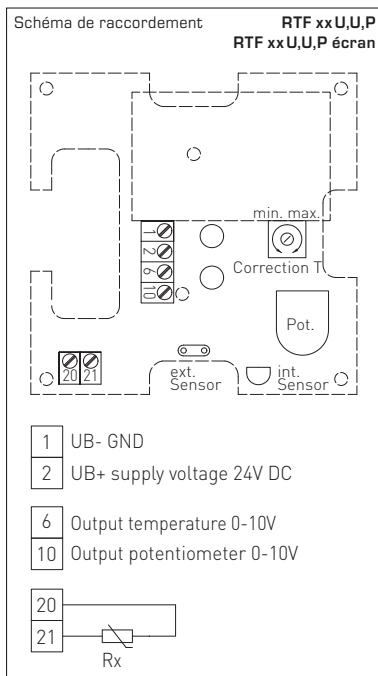 Schéma de raccordement RTF xx U,U,P
RTF xx U,U,P écran
min. max.
1
2
6
10
Correction T.
Pot.
20 21
ext.
Sensor
int.
Sensor
1 UB- GND
2 UB+ supply voltage 24V DC
6 Output temperature 0-10V
10 Output potentiometer 0-10V
20
21
Rx